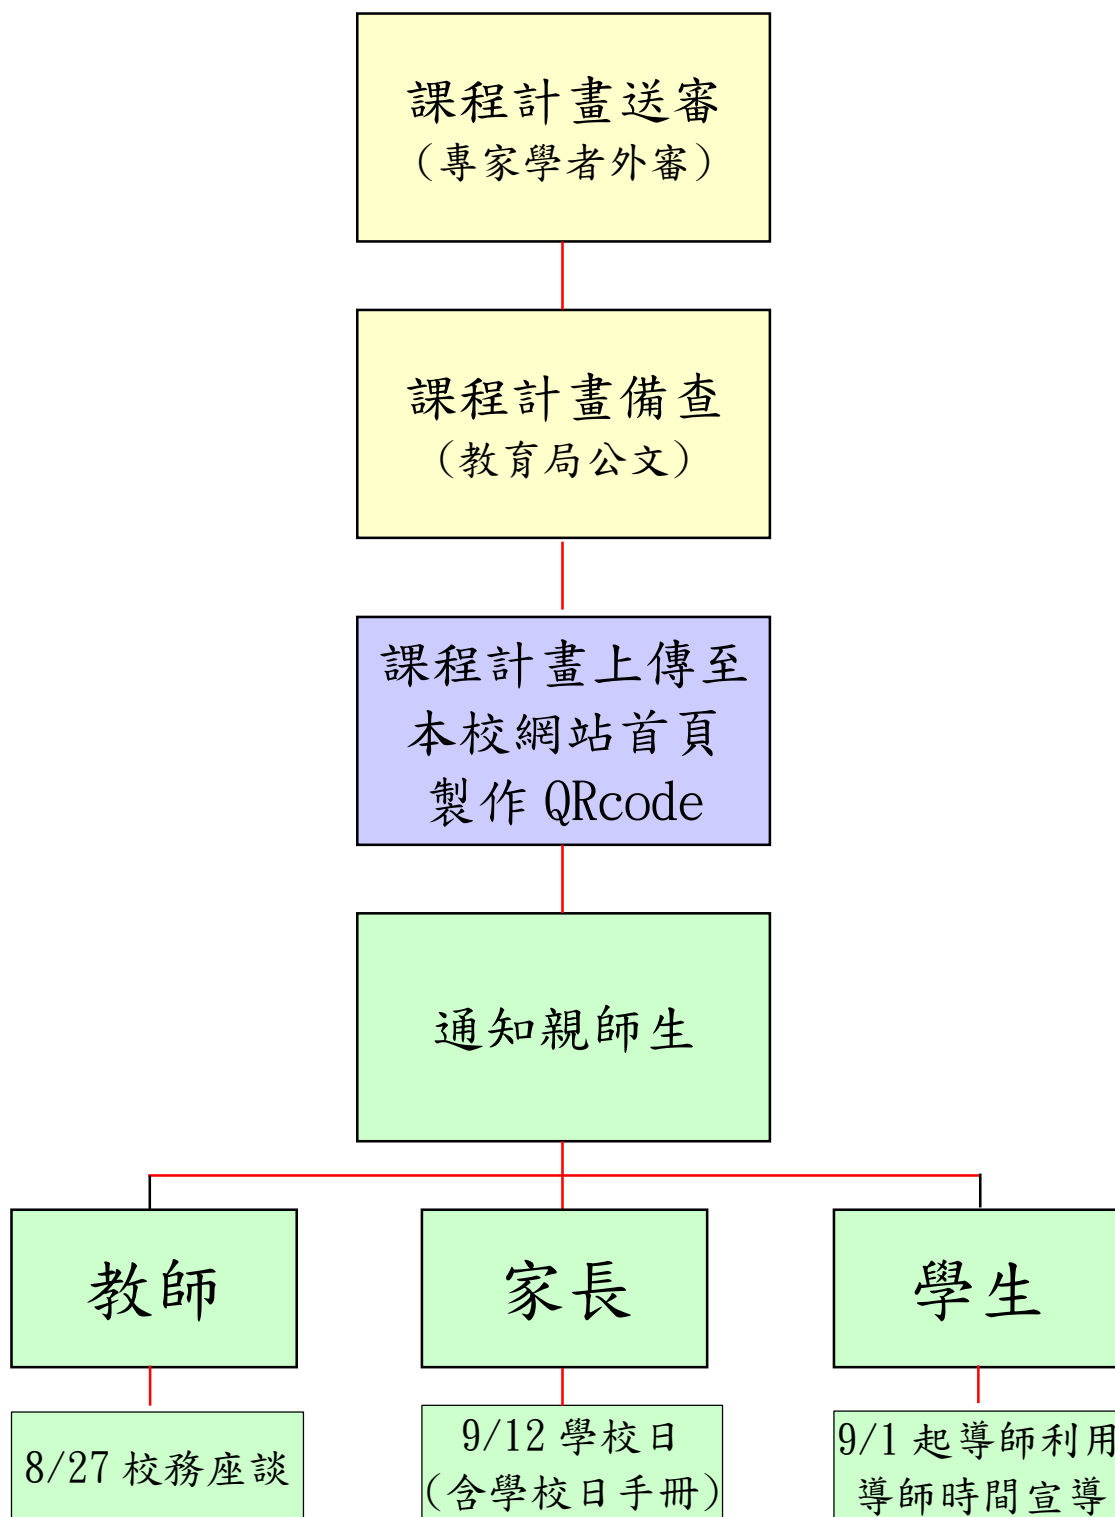 課程計畫送審
(專家學者外審)
課程計畫備查
(教育局公文)
課程計畫上傳至
本校網站首頁
製作 QRcode
通知親師生
教師
家長
學生
8/27 校務座談
9/12 學校日
(含學校日手冊)
9/1 起導師利用
導師時間宣導